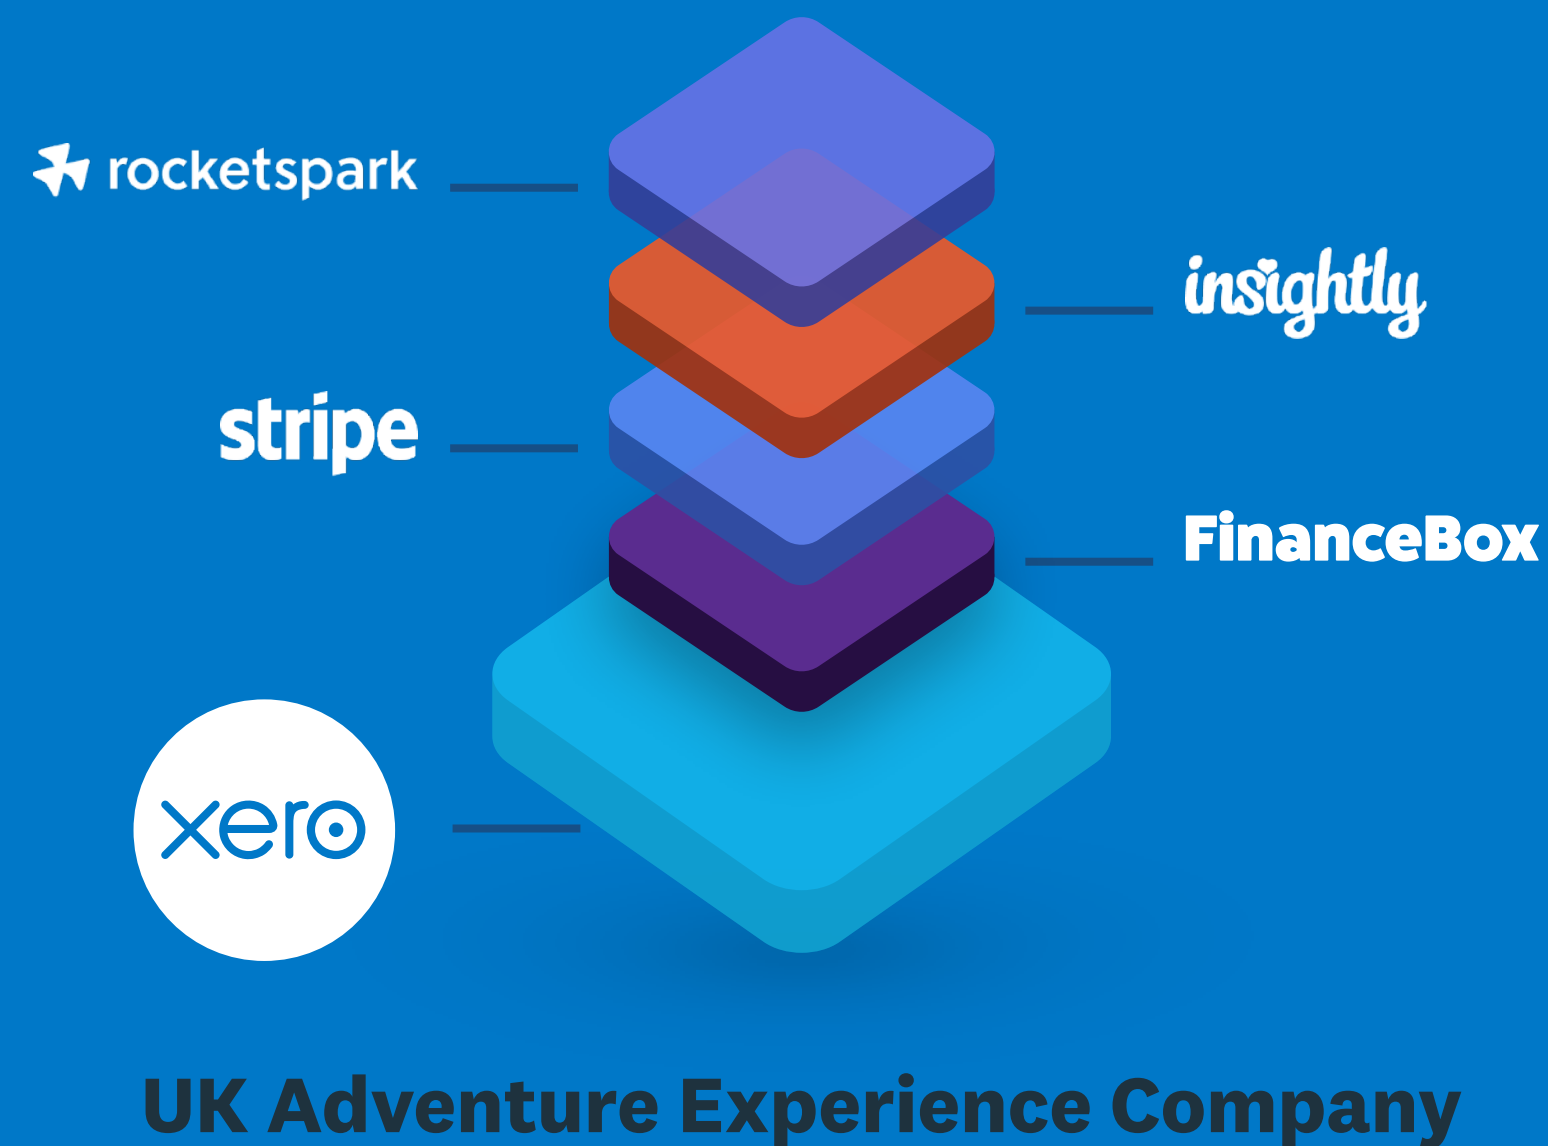 rocketspark
insightly
stripe
FinanceBox
xero
UK Adventure Experience Company